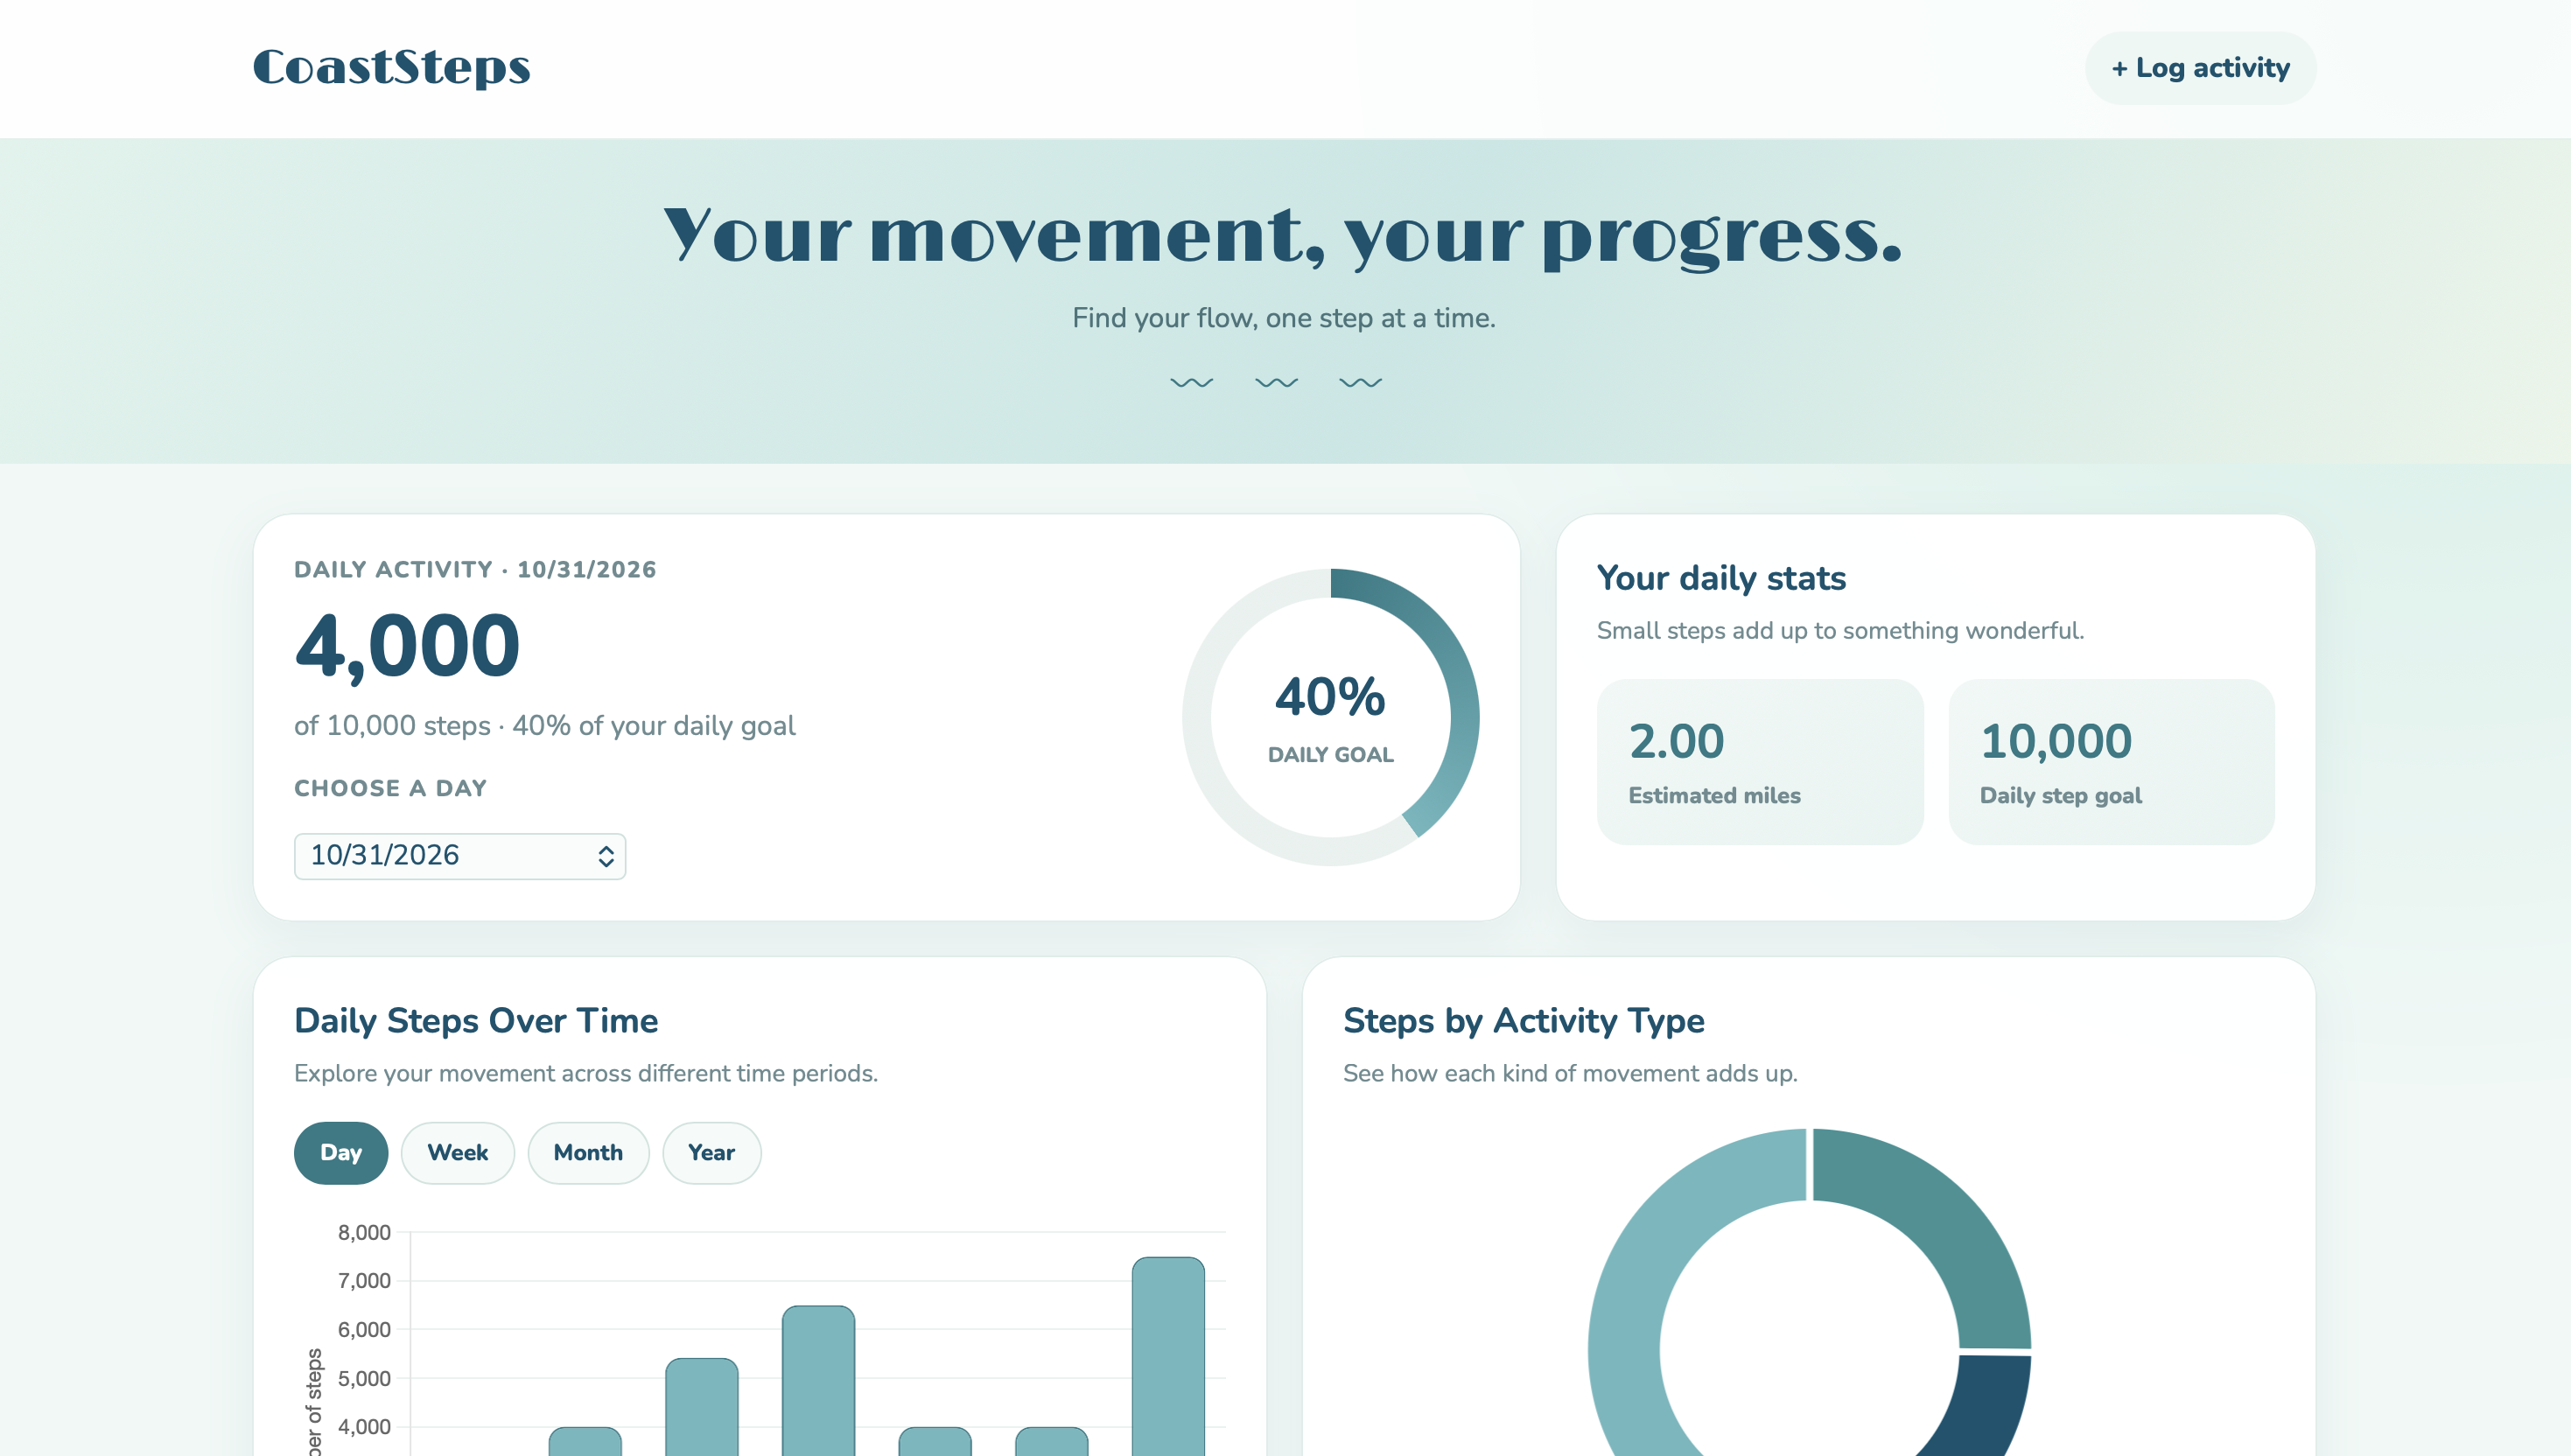 CoastSteps
+ Log activity
Your movement, your progress.
Find your flow, one step at a time.
DAILY ACTIVITY · 10/31/2026
4,000
of 10,000 steps · 40% of your daily goal
CHOOSE A DAY
10/31/2026
40%
DAILY GOAL
Your daily stats
Small steps add up to something wonderful.
2.00
Estimated miles
10,000
Daily step goal
Daily Steps Over Time
Explore your movement across different time periods.
Day
Week
Month
Year
8,000
7,000
6,000
5,000
4,000
of steps
Steps by Activity Type
See how each kind of movement adds up.